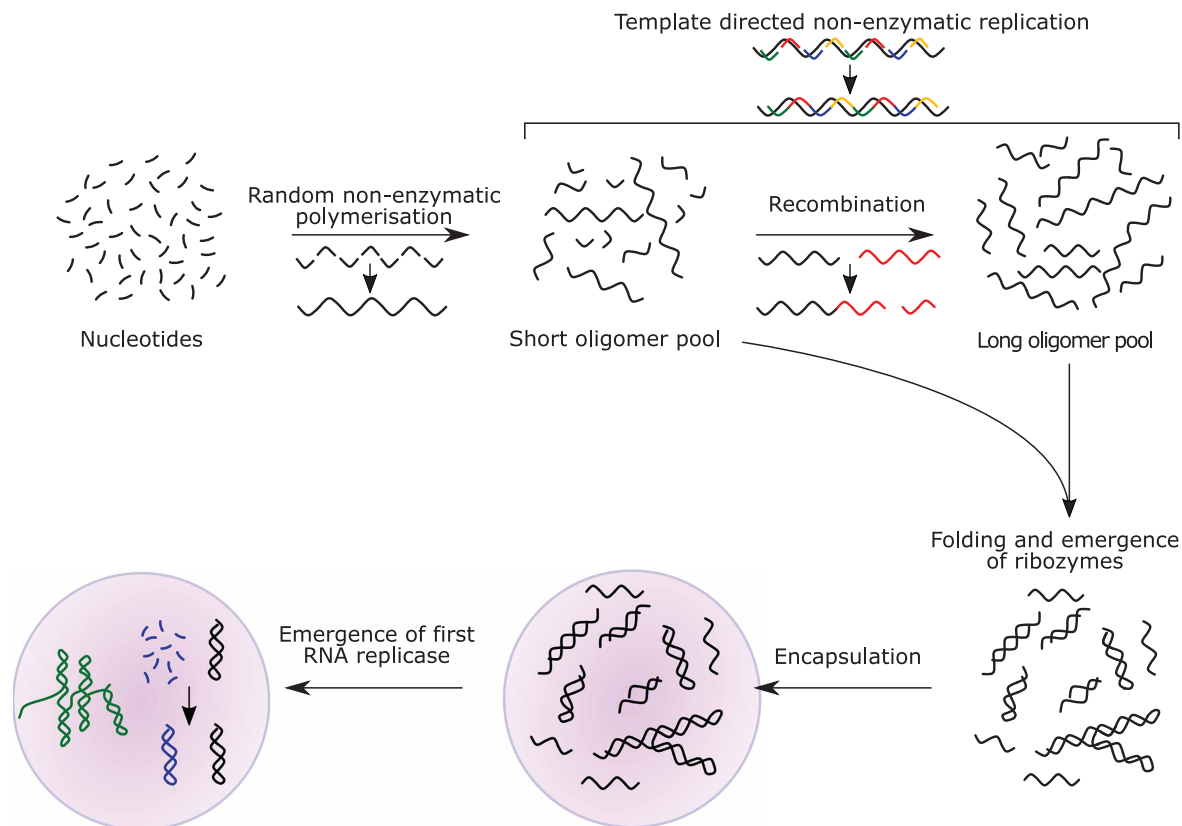 Template directed non-enzymatic replication
Random non-enzymatic
polymerisation
Recombination
Nucleotides
Short oligomer pool
Long oligomer pool
Folding and emergence
of ribozymes
Emergence of first
RNA replicase
Encapsulation